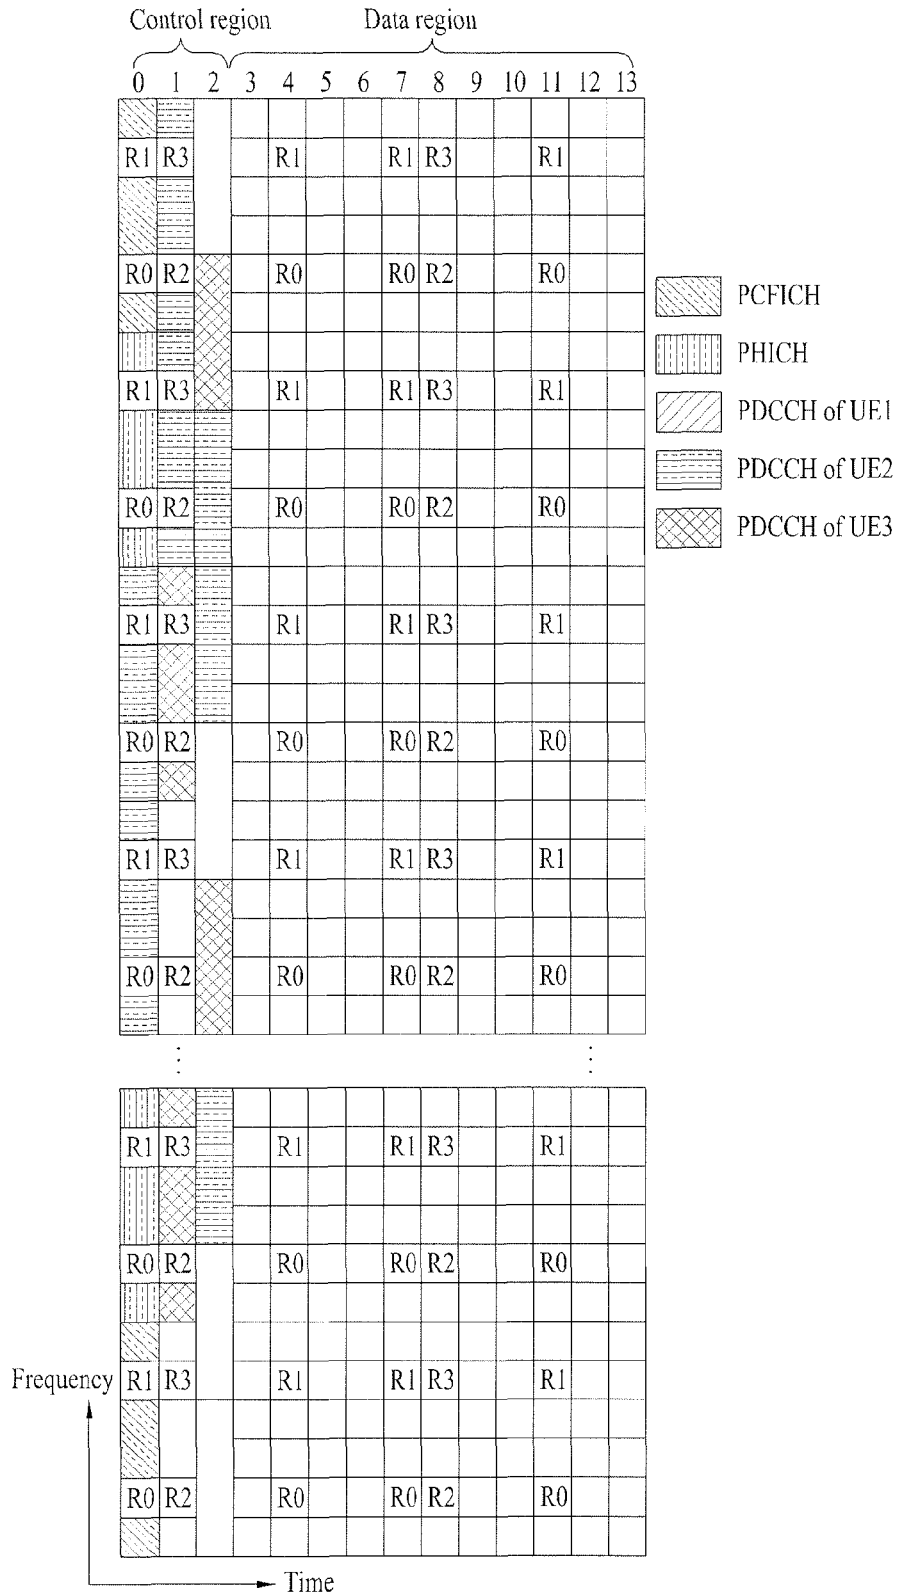 Control region Data region
0 1 2 3 4 5 6 7 8 9 10 11 12 13
R1 R3 R1 R1 R3 R1
R0 R2 R0 R0 R2 R0
PCFICH
PHICH
R1 R3 R1 R1 R3 R1
PDCCH of UE1
PDCCH of UE2
R0 R2 R0 R0 R2 R0
PDCCH of UE3
R1 R3 R1 R1 R3 R1
R0 R2 R0 R0 R2 R0
R1 R3 R1 R1 R3 R1
R0 R2 R0 R0 R2 R0
R1 R3 R1 R1 R3 R1
R0 R2 R0 R0 R2 R0
Frequency R1 R3 R1 R1 R3 R1
R0 R2 R0 R0 R2 R0
Time